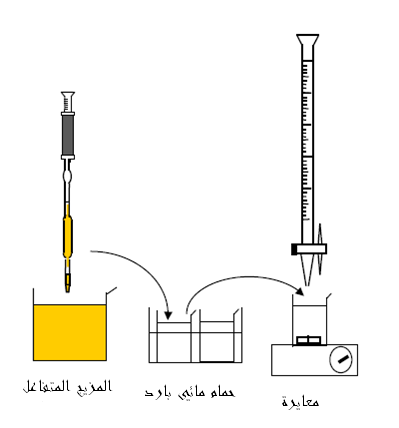 المزيج المتفاعل
حمام مائي بارد
معايرة